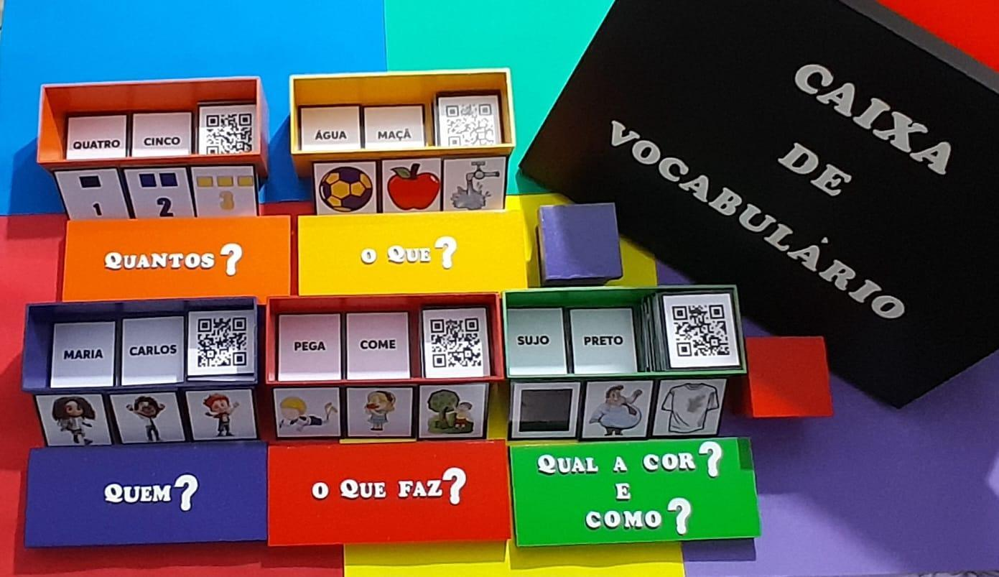 CAIXA
DE
VOCABULÁRIO
QUATRO
CINCO
ÁGUA
MAÇÃ
1
2
3
QUANTOS?
O QUE?
MARIA
CARLOS
PEGA
COME
SUJO
PRETO
QUEM?
O QUE FAZ?
QUAL A COR?
E
COMO?